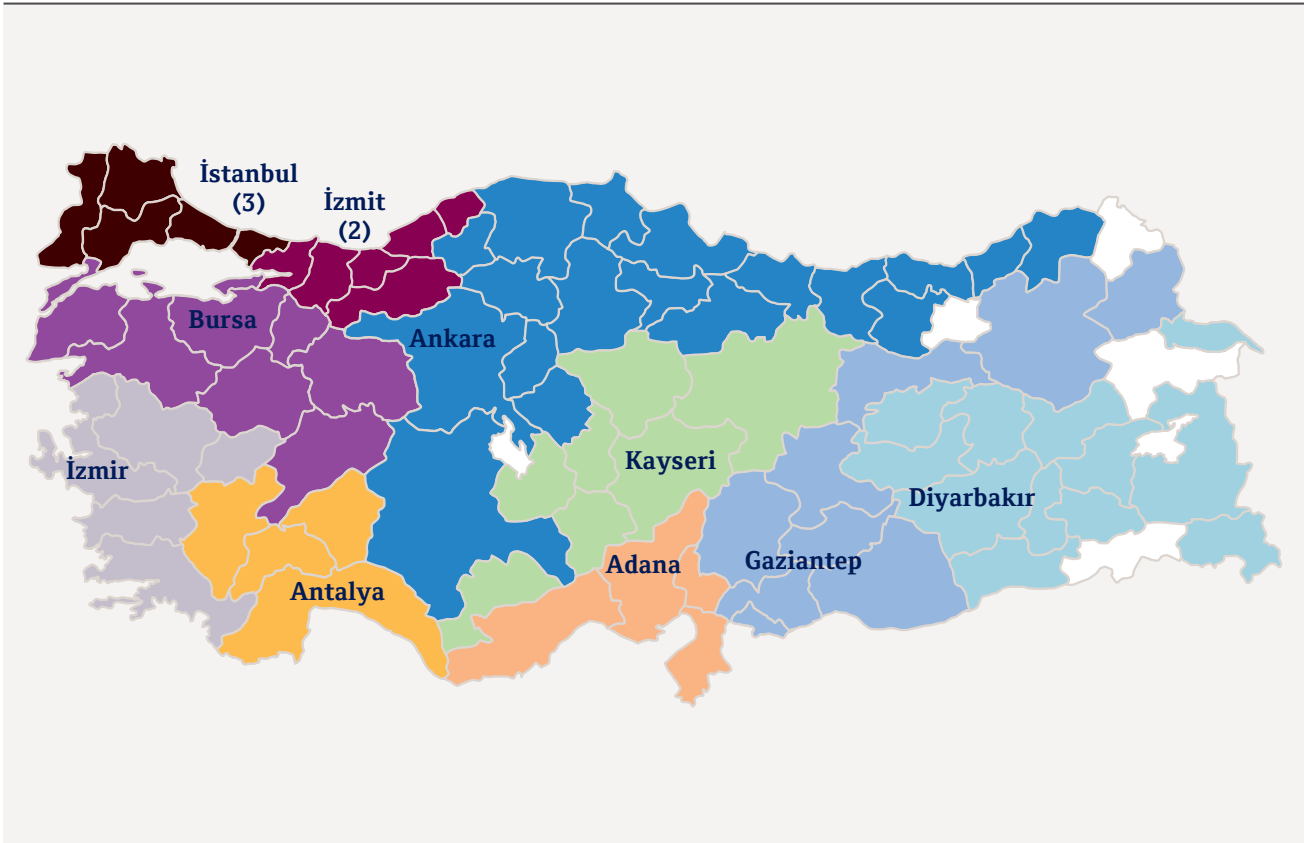 İstanbul
(3)
İzmit
(2)
Bursa
Ankara
İzmir
Kayseri
Diyarbakır
Adana
Gaziantep
Antalya